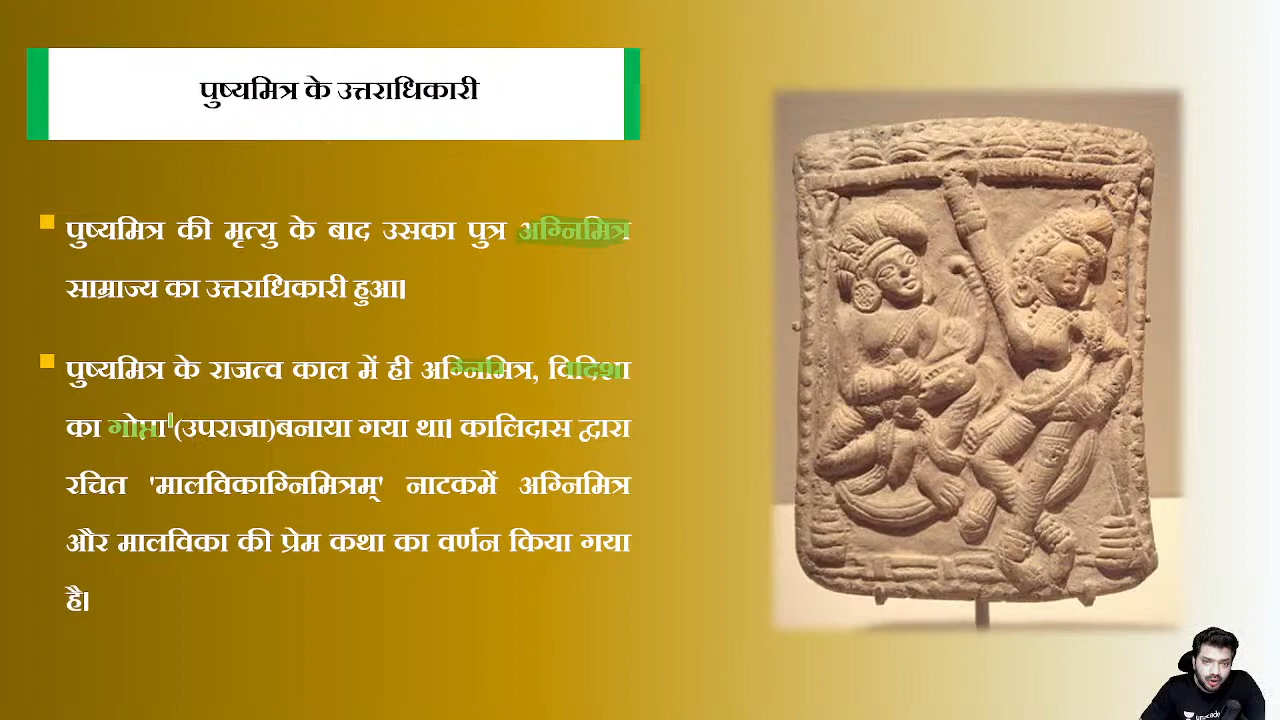 पुष्यमित्र के उत्तराधिकारी
पुष्यमित्र की मृत्यु के बाद उसका पुत्र अग्निमित्र
साम्राज्य का उत्तराधिकारी हुआ।
पुष्यमित्र के राजत्व काल में ही अग्निमित्र, विदिशा
का गोप्ता (उपराजा)बनाया गया था। कालिदास द्वारा
रचित 'मालविकाग्निमित्रम्' नाटकमें अग्निमित्र
और मालविका की प्रेम कथा का वर्णन किया गया
है।